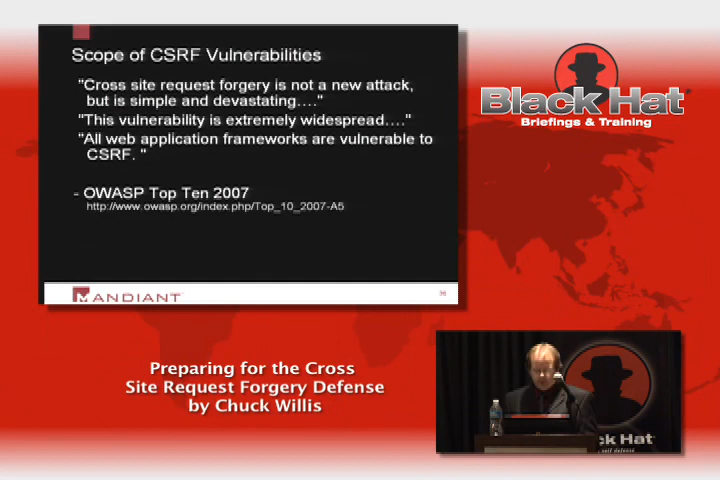 Scope of CSRF Vulnerabilities
"Cross site request forgery is not a new attack,
but is simple and devastating...."
"This vulnerability is extremely widespread...."
"All web application frameworks are vulnerable to
CSRF. "
- OWASP Top Ten 2007
http://www.owasp.org/index.php/Top_10_2007-A5
MANDIANT
Black Hat
Briefings & Training
Preparing for the Cross
Site Request Forgery Defense
by Chuck Willis
ck Hat
self defense